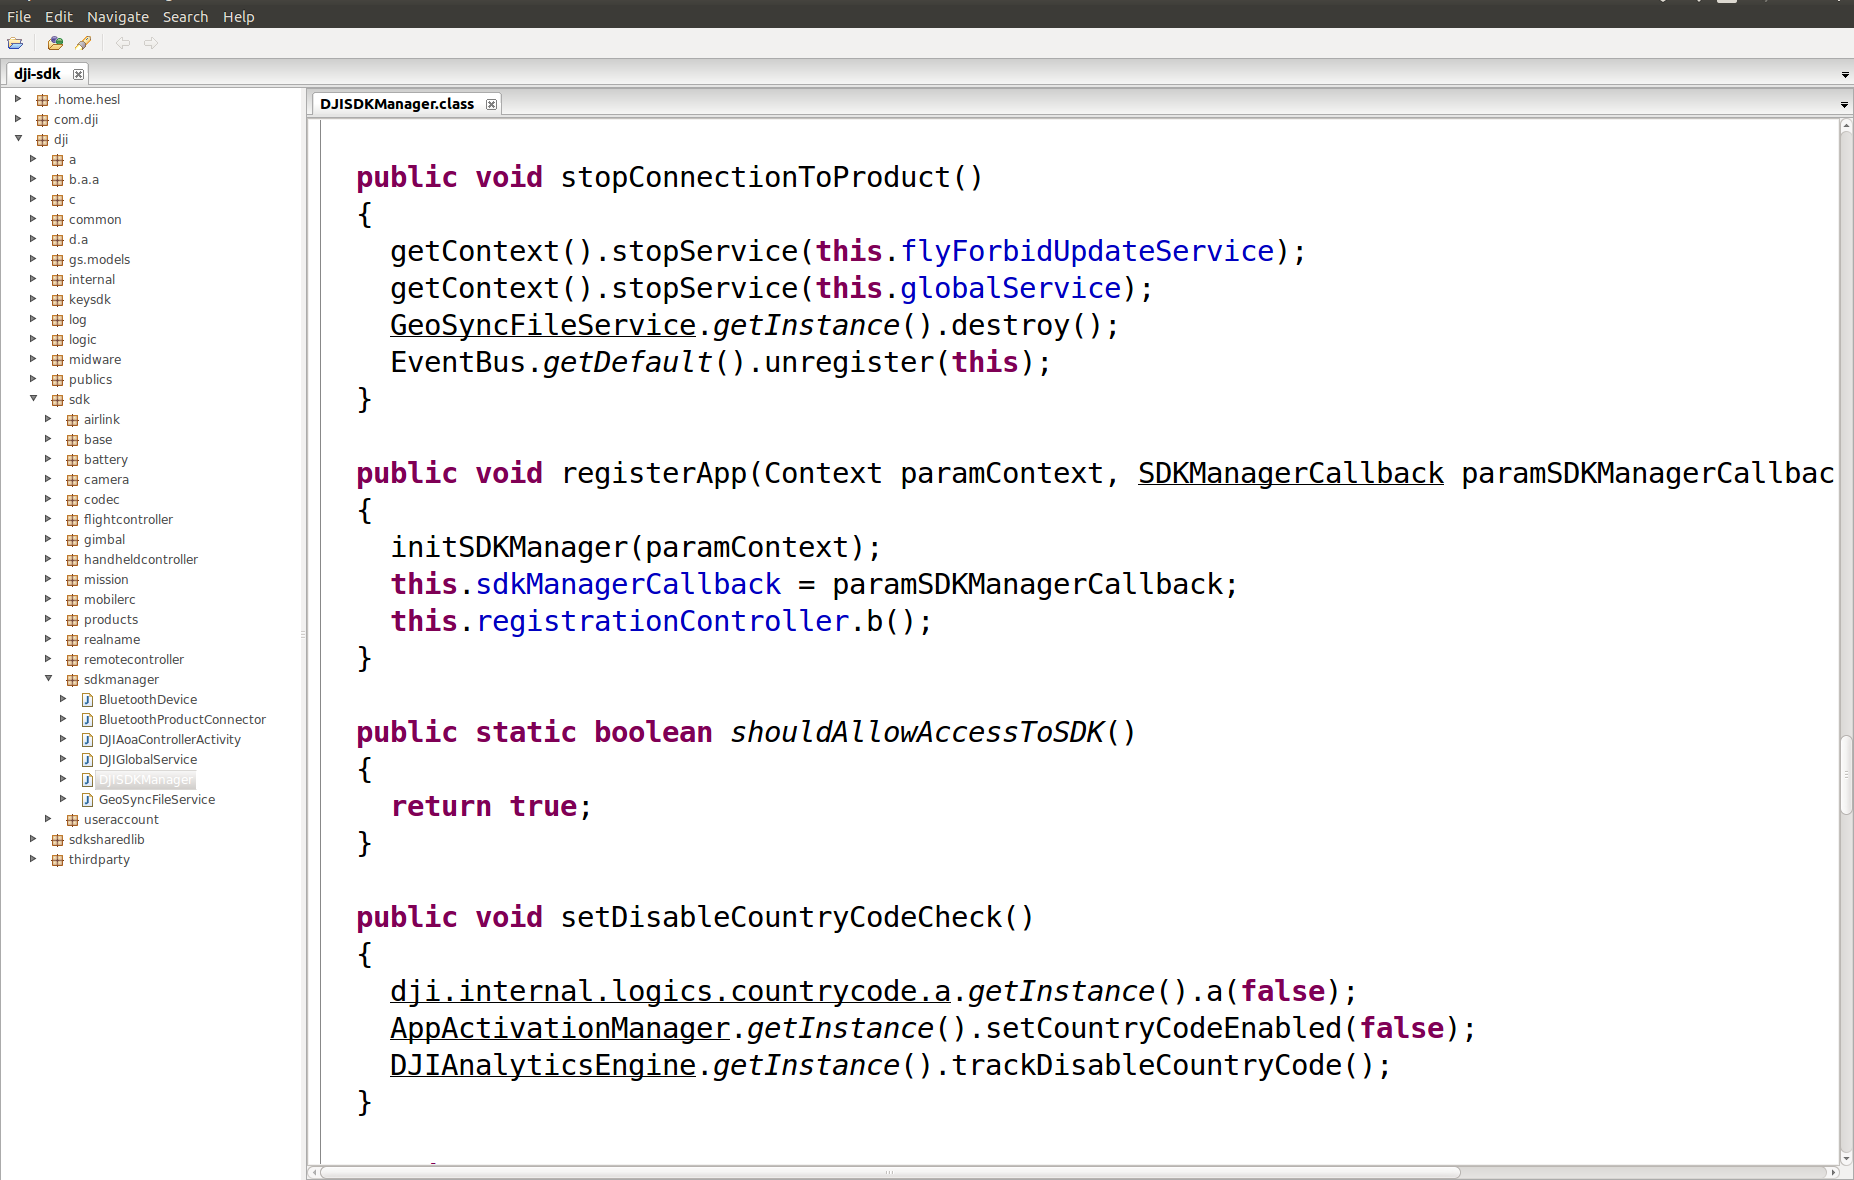 File Edit Navigate Search Help
dji-sdk
.home.hesl
com.dji
dji
a
b.a.a
c
common
d.a
gs.models
internal
keysdk
log
logic
midware
publics
sdk
airlink
base
battery
camera
codec
flightcontroller
gimbal
handheldcontroller
mission
mobilerc
products
realname
remotecontroller
sdkmanager
BluetoothDevice
BluetoothProductConnector
DJIAoaControllerActivity
DJIGlobalService
DJISDKManager
GeoSyncFileService
useraccount
sdksharedlib
thirdparty
DJISDKManager.class
public void stopConnectionToProduct()
{
getContext().stopService(this.flyForbidUpdateService);
getContext().stopService(this.globalService);
GeoSyncFileService.getInstance().destroy();
EventBus.getDefault().unregister(this);
}
public void registerApp(Context paramContext, SDKManagerCallback paramSDKManagerCallbac
{
initSDKManager(paramContext);
this.sdkManagerCallback = paramSDKManagerCallback;
this.registrationController.b();
}
public static boolean shouldAllowAccessToSDK()
{
return true;
}
public void setDisableCountryCodeCheck()
{
dji.internal.logics.countrycode.a.getInstance().a(false);
AppActivationManager.getInstance().setCountryCodeEnabled(false);
DJIAnalyticsEngine.getInstance().trackDisableCountryCode();
}